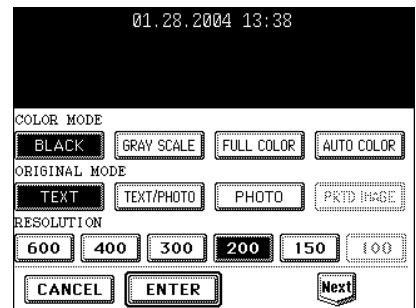 01.28.2004 13:38
COLOR MODE
BLACK GRAY SCALE FULL COLOR AUTO COLOR
ORIGINAL MODE
TEXT TEXT/PHOTO PHOTO PRTD IMAGE
RESOLUTION
600 400 300 200 150 100
CANCEL ENTER Next